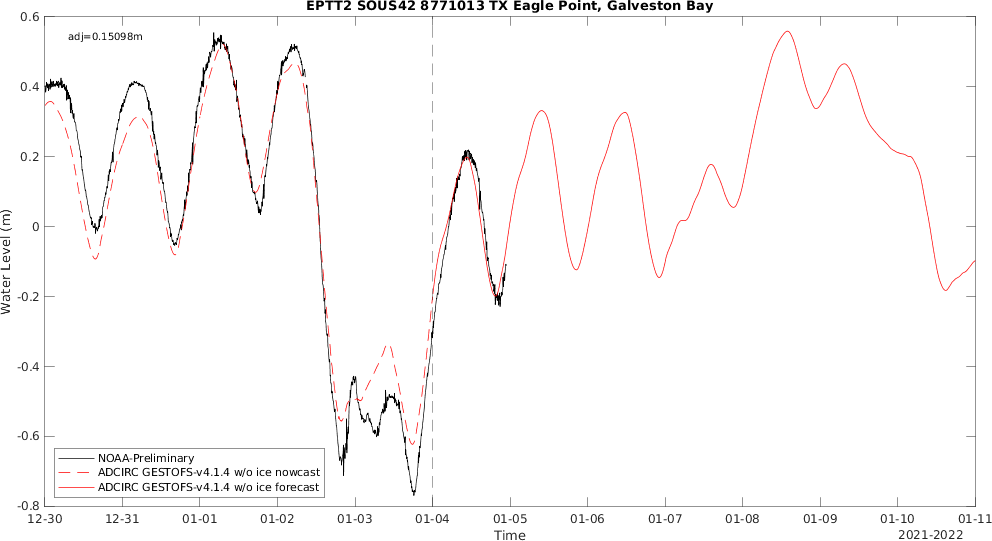 EPTT2 SOUS42 8771013 TX Eagle Point, Galveston Bay
adj=0.15098m
Water Level (m)
0.6
0.4
0.2
0
-0.2
-0.4
-0.6
-0.8
NOAA-Preliminary
ADCIRC GESTOFS-v4.1.4 w/o ice nowcast
ADCIRC GESTOFS-v4.1.4 w/o ice forecast
12-30 12-31 01-01 01-02 01-03 01-04 01-05 01-06 01-07 01-08 01-09 01-10 01-11
Time
2021-2022